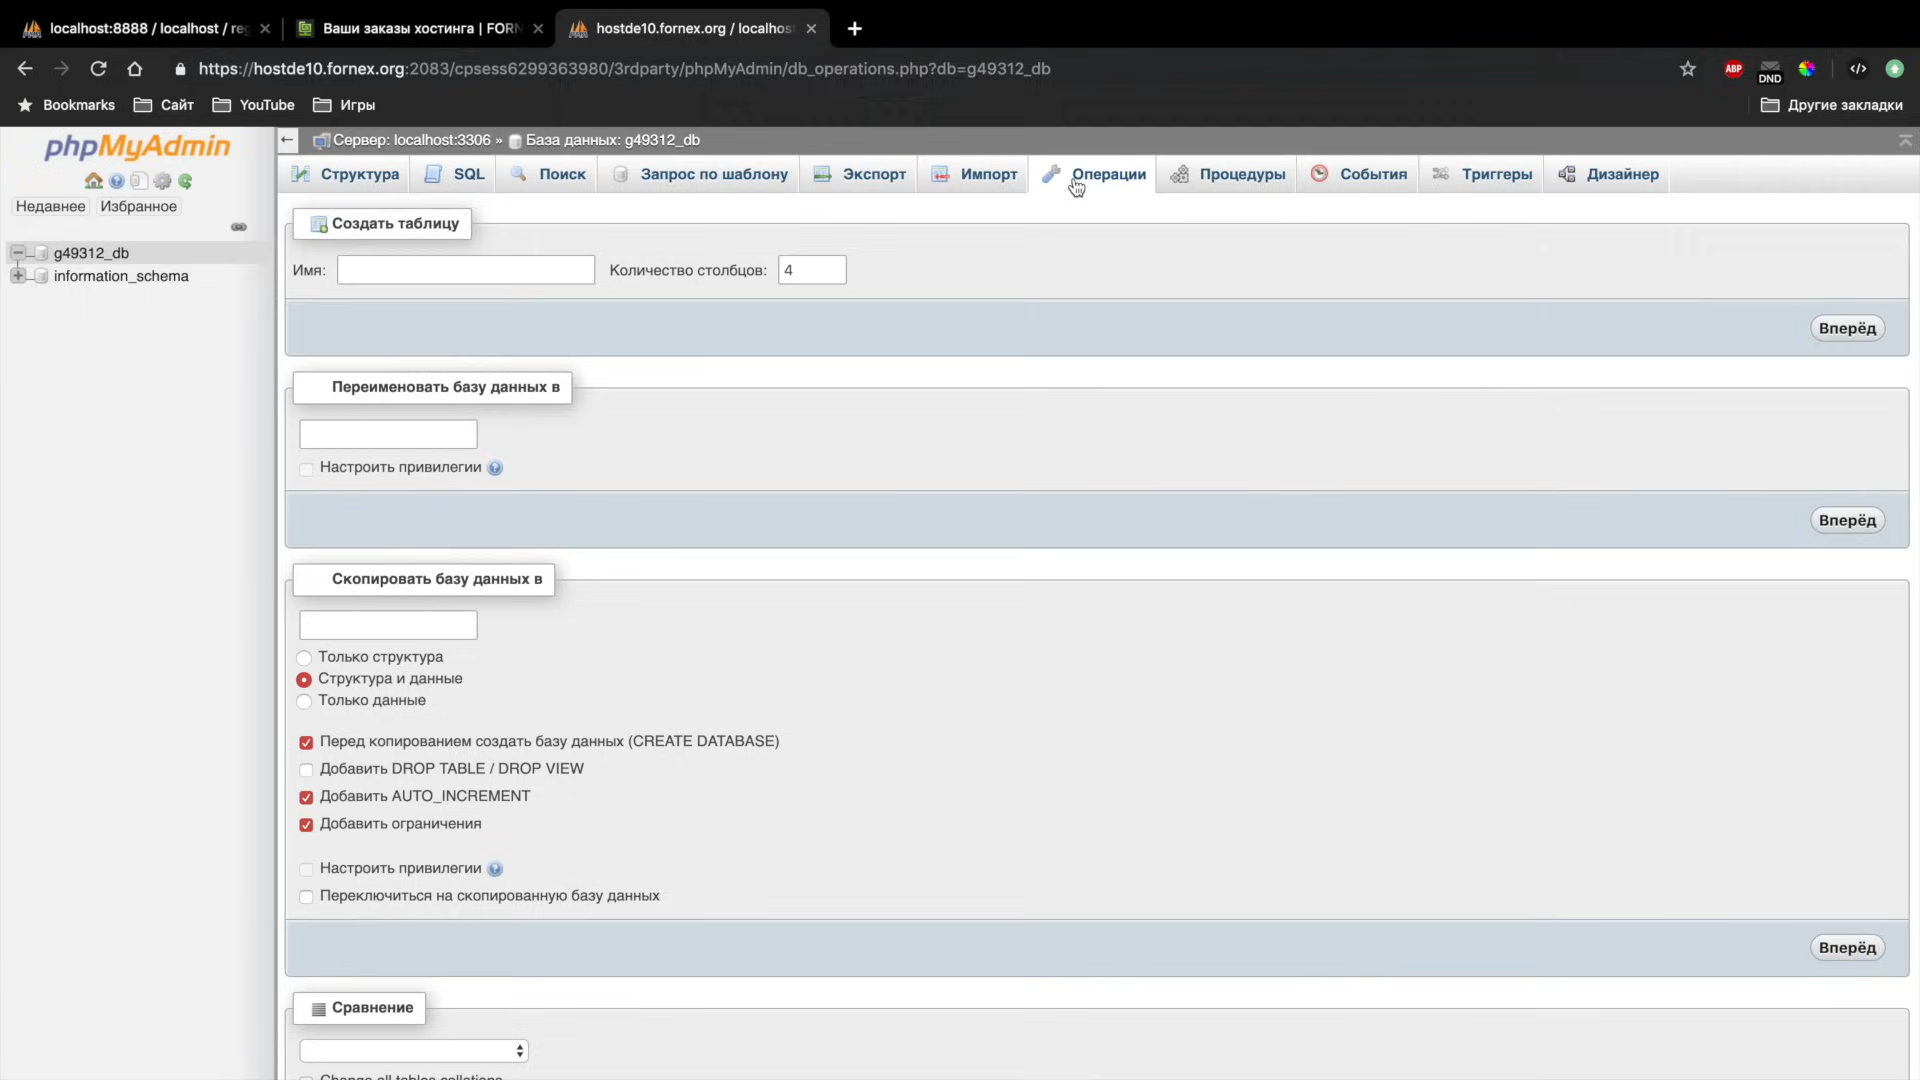 localhost:8888 / localhost / reg
Ваши заказы хостинга | FORN
hostde10.fornex.org / localhos
https://hostde10.fornex.org:2083/cpsess6299363980/3rdparty/phpMyAdmin/db_operations.php?db=g49312_db
ABP
DND
Bookmarks
Сайт
YouTube
Игры
Другие закладки
phpMyAdmin
Недавнее
Избранное
g49312_db
information_schema
Сервер: localhost:3306 » База данных: g49312_db
Структура
SQL
Поиск
Запрос по шаблону
Экспорт
Импорт
Операции
Процедуры
События
Триггеры
Дизайнер
Создать таблицу
Имя:
Количество столбцов: 4
Вперёд
Переименовать базу данных в
Настроить привилегии
Вперёд
Скопировать базу данных в
Только структура
Структура и данные
Только данные
Перед копированием создать базу данных (CREATE DATABASE)
Добавить DROP TABLE / DROP VIEW
Добавить AUTO_INCREMENT
Добавить ограничения
Настроить привилегии
Переключиться на скопированную базу данных
Вперёд
Сравнение
Change all tables collations